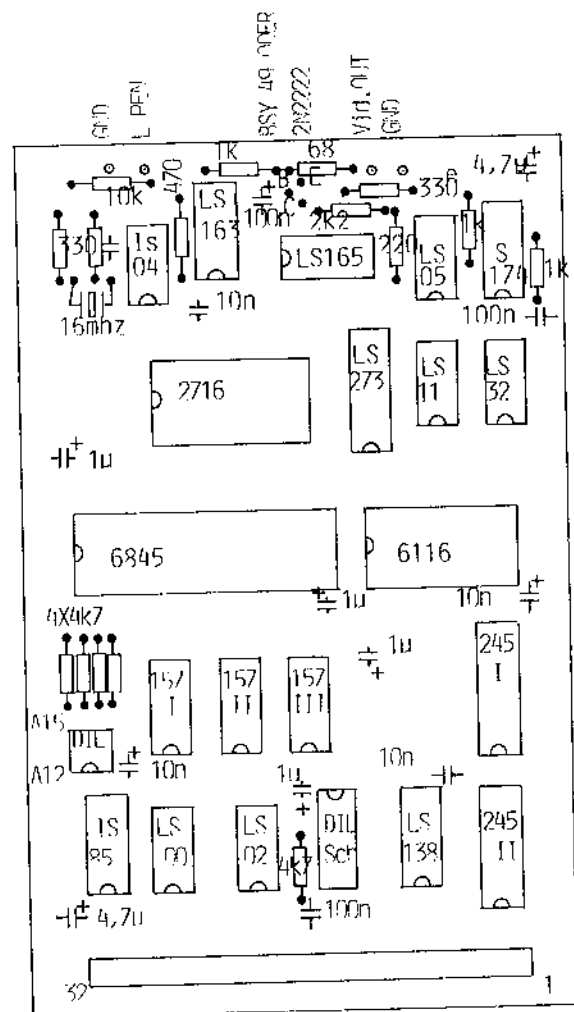 GND
L PEN
BSY 49 ODER
2N2222
Vid.OUT
GND
1K
68
4,7µ
470
10k
B
E
C
330
100n
LS
163
2K2
330
LS
04
LS165
220
LS
05
1k
S
174
1k
16mhz
10n
100n
2716
LS
273
LS
11
LS
32
1µ
6845
6116
1µ
10n
4X4k7
1µ
245
I
157
I
157
II
157
III
A15
DIL
A12
10n
1µ
10n
LS
85
LS
00
LS
02
4k7
DIL
Sch
LS
138
245
II
4,7µ
100n
32
1